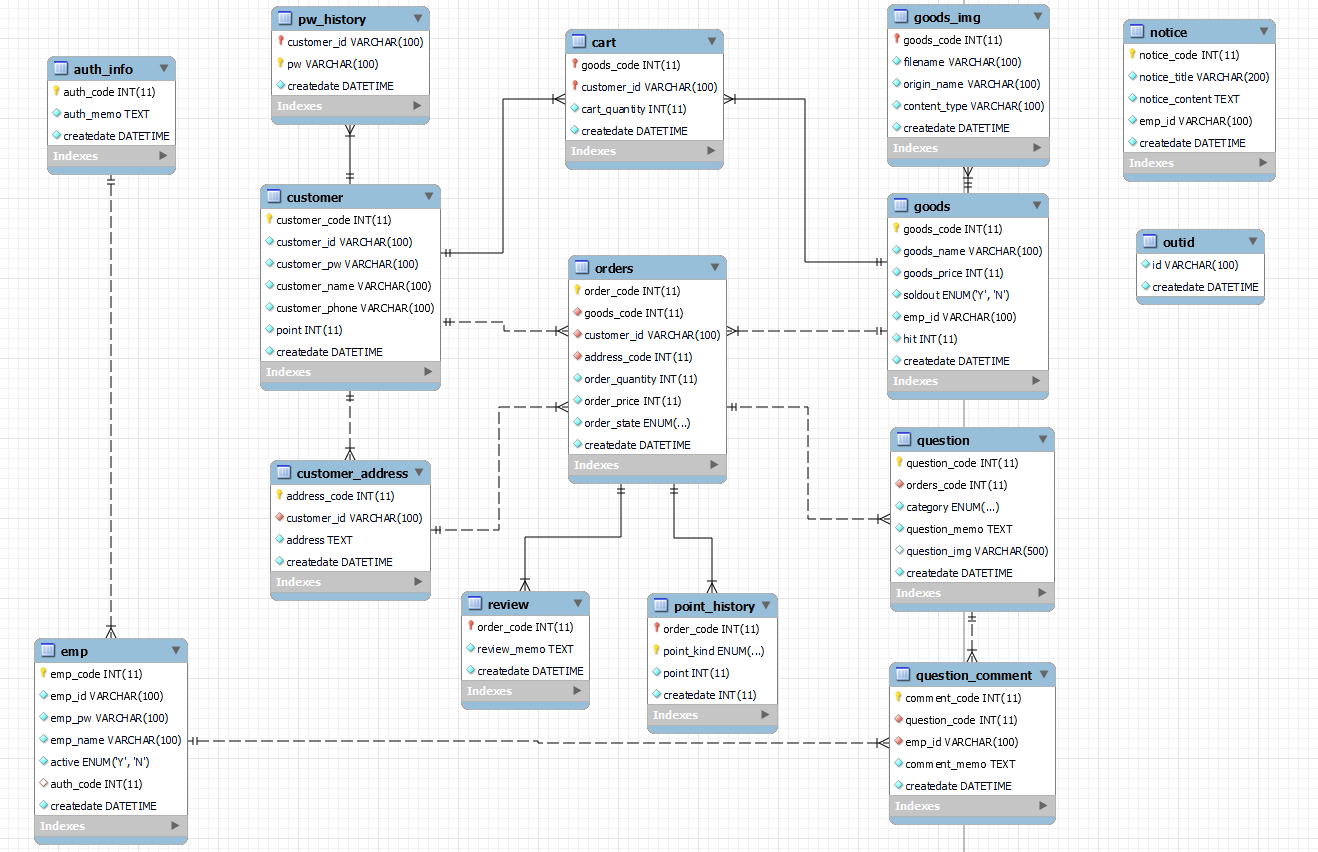 auth_info
auth_code INT(11)
auth_memo TEXT
createdate DATETIME
Indexes
pw_history
customer_id VARCHAR(100)
pw VARCHAR(100)
createdate DATETIME
Indexes
cart
goods_code INT(11)
customer_id VARCHAR(100)
cart_quantity INT(11)
createdate DATETIME
Indexes
goods_img
goods_code INT(11)
filename VARCHAR(100)
origin_name VARCHAR(100)
content_type VARCHAR(100)
createdate DATETIME
Indexes
notice
notice_code INT(11)
notice_title VARCHAR(200)
notice_content TEXT
emp_id VARCHAR(100)
createdate DATETIME
Indexes
customer
customer_code INT(11)
customer_id VARCHAR(100)
customer_pw VARCHAR(100)
customer_name VARCHAR(100)
customer_phone VARCHAR(100)
point INT(11)
createdate DATETIME
Indexes
orders
order_code INT(11)
goods_code INT(11)
customer_id VARCHAR(100)
address_code INT(11)
order_quantity INT(11)
order_price INT(11)
order_state ENUM(...)
createdate DATETIME
Indexes
goods
goods_code INT(11)
goods_name VARCHAR(100)
goods_price INT(11)
soldout ENUM('Y', 'N')
emp_id VARCHAR(100)
hit INT(11)
createdate DATETIME
Indexes
outid
id VARCHAR(100)
createdate DATETIME
customer_address
address_code INT(11)
customer_id VARCHAR(100)
address TEXT
createdate DATETIME
Indexes
question
question_code INT(11)
orders_code INT(11)
category ENUM(...)
question_memo TEXT
question_img VARCHAR(500)
createdate DATETIME
Indexes
emp
emp_code INT(11)
emp_id VARCHAR(100)
emp_pw VARCHAR(100)
emp_name VARCHAR(100)
active ENUM('Y', 'N')
auth_code INT(11)
createdate DATETIME
Indexes
review
order_code INT(11)
review_memo TEXT
createdate DATETIME
Indexes
point_history
order_code INT(11)
point_kind ENUM(...)
point INT(11)
createdate INT(11)
Indexes
question_comment
comment_code INT(11)
question_code INT(11)
emp_id VARCHAR(100)
comment_memo TEXT
createdate DATETIME
Indexes